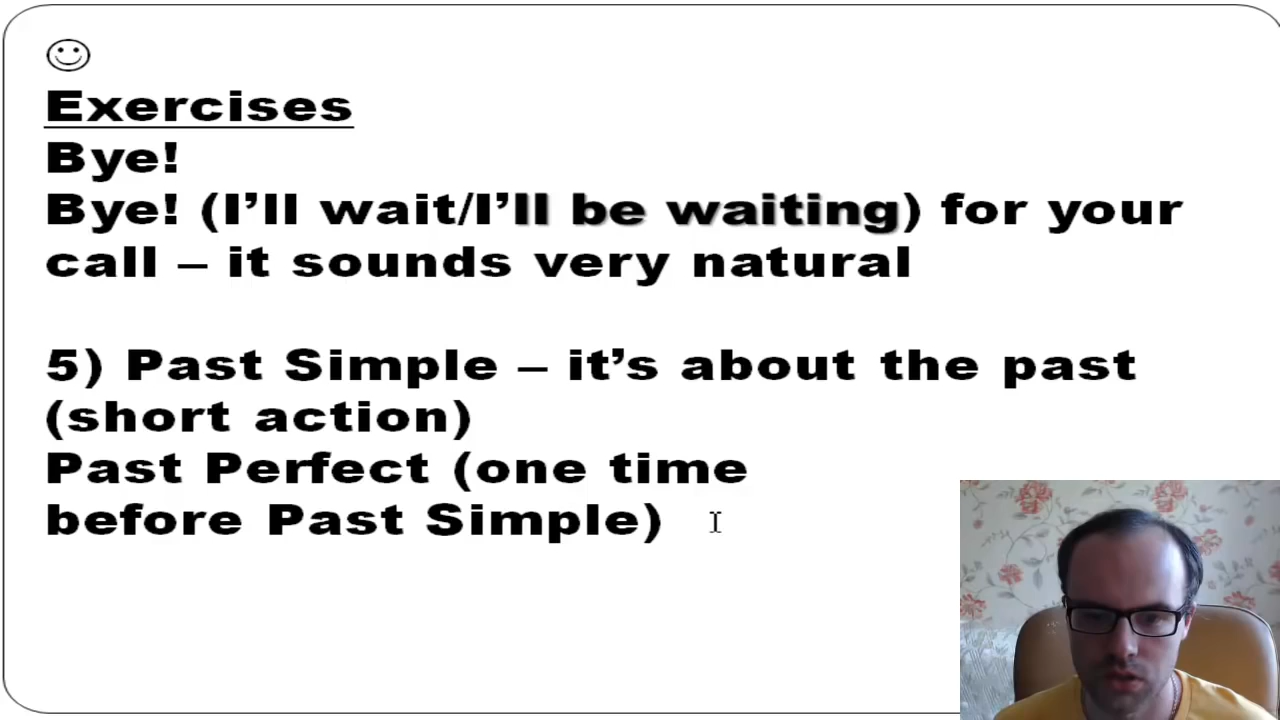 Exercises
Bye!
Bye! (I’ll wait/I’ll be waiting) for your
call – it sounds very natural
5) Past Simple – it’s about the past
(short action)
Past Perfect (one time
before Past Simple)